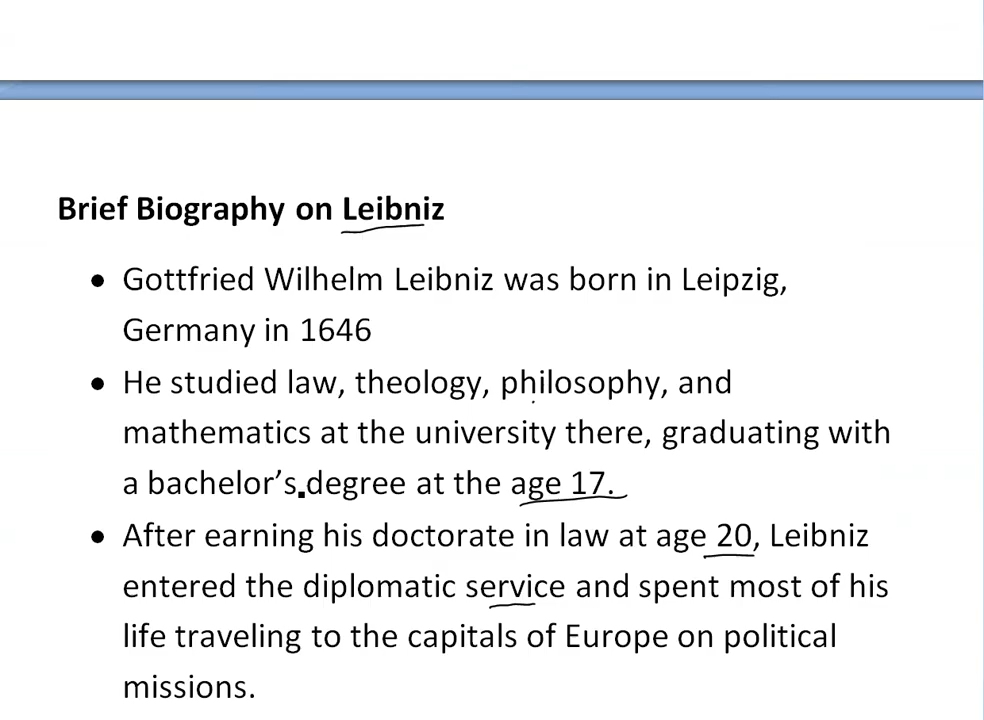 Brief Biography on Leibniz
• Gottfried Wilhelm Leibniz was born in Leipzig,
Germany in 1646
• He studied law, theology, philosophy, and
mathematics at the university there, graduating with
a bachelor’s degree at the age 17.
• After earning his doctorate in law at age 20, Leibniz
entered the diplomatic service and spent most of his
life traveling to the capitals of Europe on political
missions.